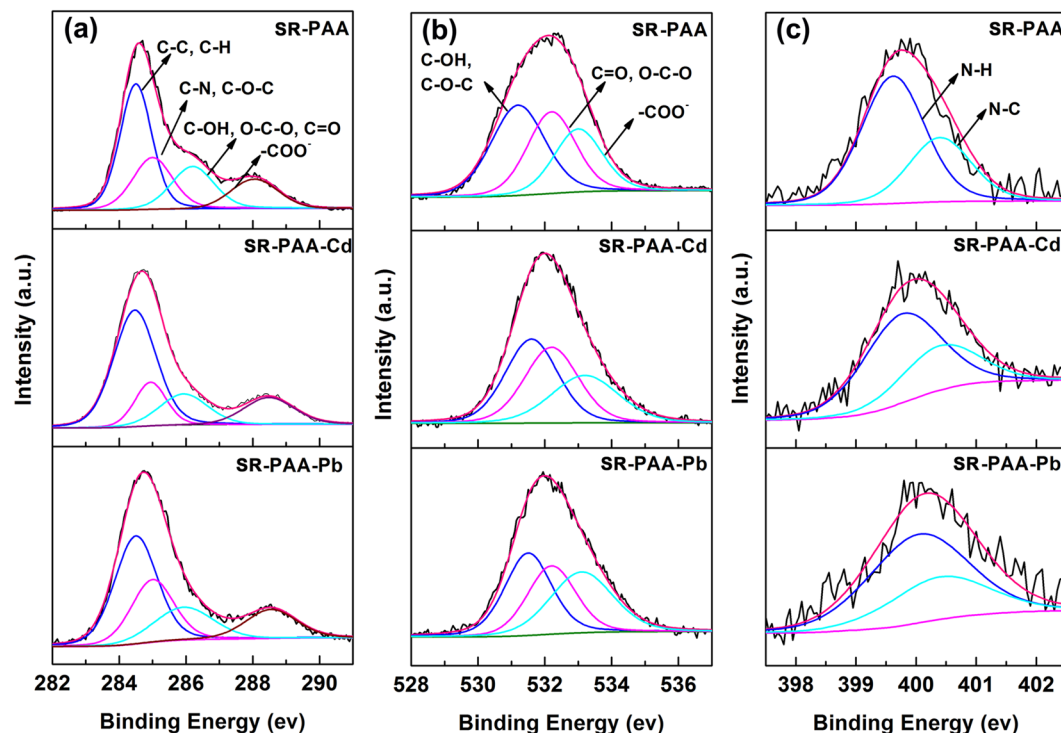 (a)
SR-PAA
C-C, C-H
C-N, C-O-C
C-OH, O-C-O, C=O
-COO⁻
SR-PAA-Cd
SR-PAA-Pb
Intensity (a.u.)
282 284 286 288 290
Binding Energy (ev)
(b)
SR-PAA
C-OH,
C-O-C
C=O, O-C-O
-COO⁻
SR-PAA-Cd
SR-PAA-Pb
Intensity (a.u.)
528 530 532 534 536
Binding Energy (ev)
(c)
SR-PAA
N-H
N-C
SR-PAA-Cd
SR-PAA-Pb
Intensity (a.u.)
398 399 400 401 402
Binding Energy (ev)